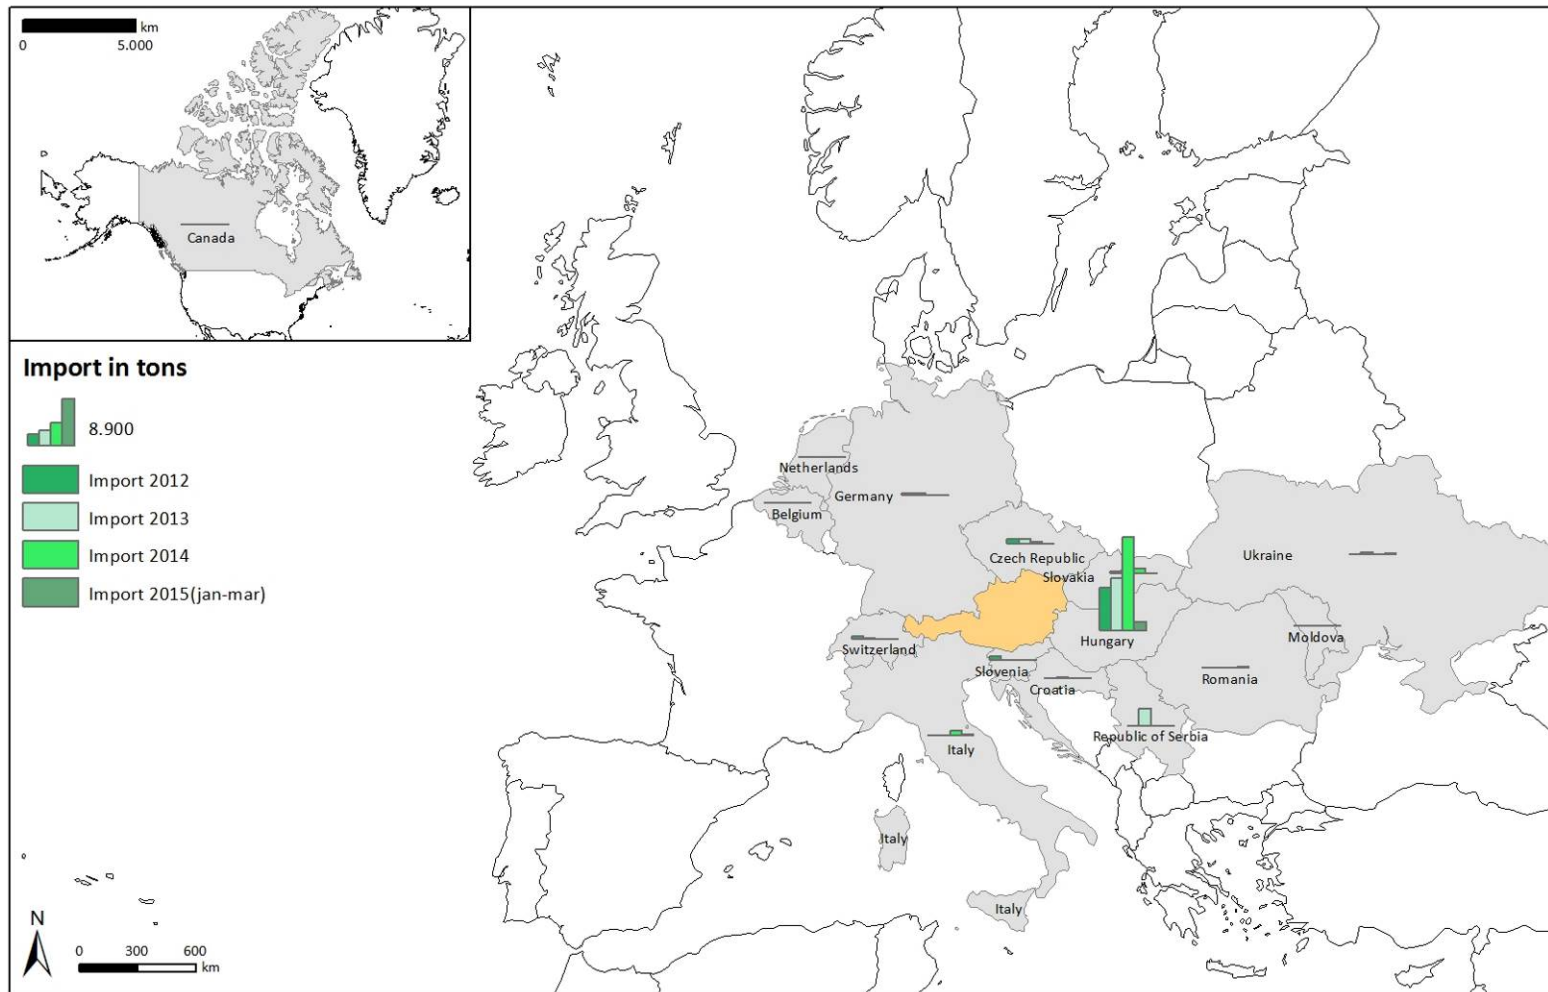 km
0 5.000
Canada
Import in tons
8.900
Import 2012
Import 2013
Import 2014
Import 2015(jan-mar)
Netherlands
Germany
Belgium
Czech Republic
Slovakia
Ukraine
Switzerland
Hungary
Moldova
Slovenia
Croatia
Romania
Republic of Serbia
Italy
Italy
Italy
N
0 300 600
km